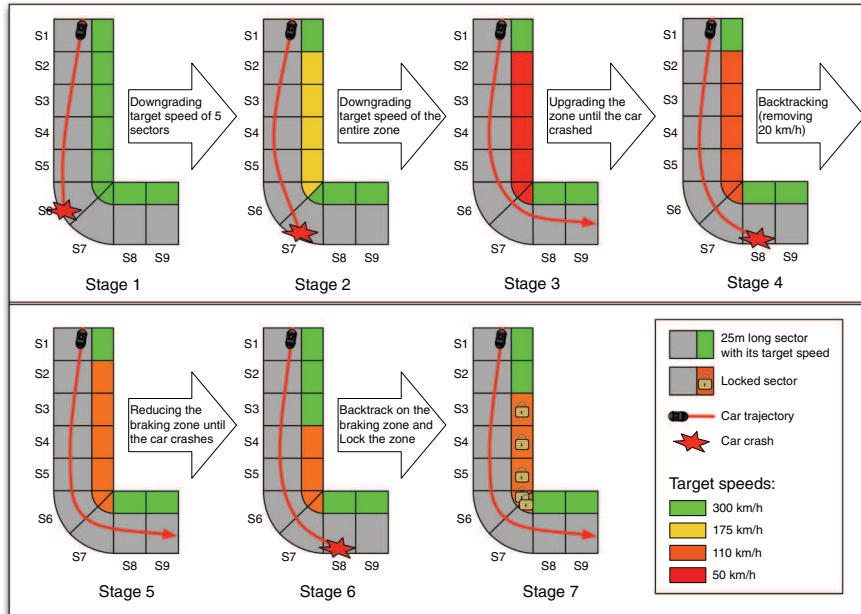 S1
S2
S3
S4
S5
S6
S7
S8
S9
Stage 1
Downgrading
target speed of 5
sectors
S1
S2
S3
S4
S5
S6
S7
S8
S9
Stage 2
Downgrading
target speed of the
entire zone
S1
S2
S3
S4
S5
S6
S7
S8
S9
Stage 3
Upgrading the
zone until the car
crashed
S1
S2
S3
S4
S5
S6
S7
S8
S9
Stage 4
Backtracking
(removing
20 km/h)
S1
S2
S3
S4
S5
S6
S7
S8
S9
Stage 5
Reducing the
braking zone until
the car crashes
S1
S2
S3
S4
S5
S6
S7
S8
S9
Stage 6
Backtrack on the
braking zone and
Lock the zone
S1
S2
S3
S4
S5
S6
S7
S8
S9
Stage 7
25m long sector
with its target speed
Locked sector
Car trajectory
Car crash
Target speeds:
300 km/h
175 km/h
110 km/h
50 km/h